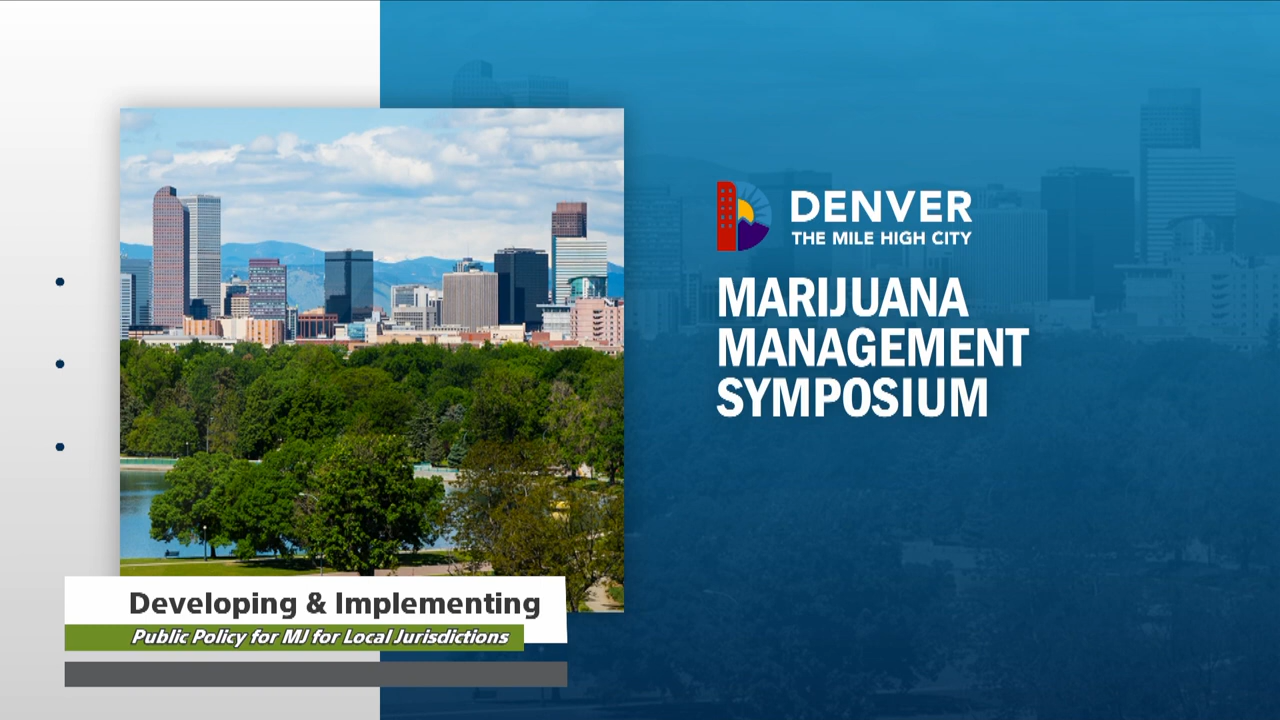 DENVER
THE MILE HIGH CITY
MARIJUANA
MANAGEMENT
SYMPOSIUM
Developing & Implementing
Public Policy for MJ for Local Jurisdictions